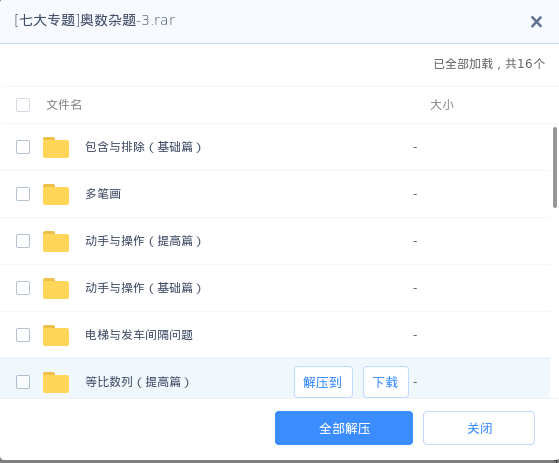 [七大专题]奥数杂题-3.rar
已全部加载，共16个
文件名 大小
包含与排除（基础篇） -
多笔画 -
动手与操作（提高篇） -
动手与操作（基础篇） -
电梯与发车间隔问题 -
等比数列（提高篇） 解压到 下载 -
全部解压 关闭